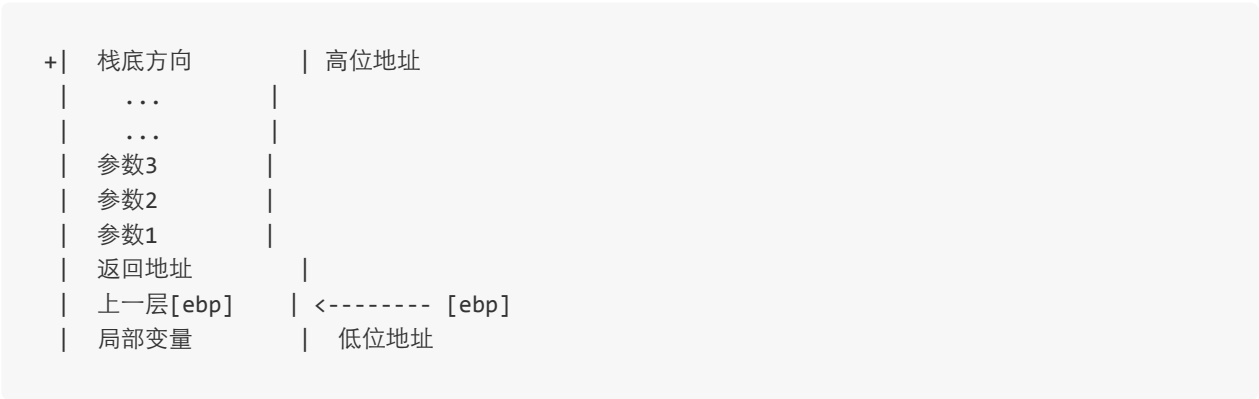 +|  栈底方向        | 高位地址
 |    ...       |
 |    ...       |
 |  参数3        |
 |  参数2        |
 |  参数1        |
 |  返回地址        |
 |  上一层[ebp]    | <-------- [ebp]
 |  局部变量        |  低位地址